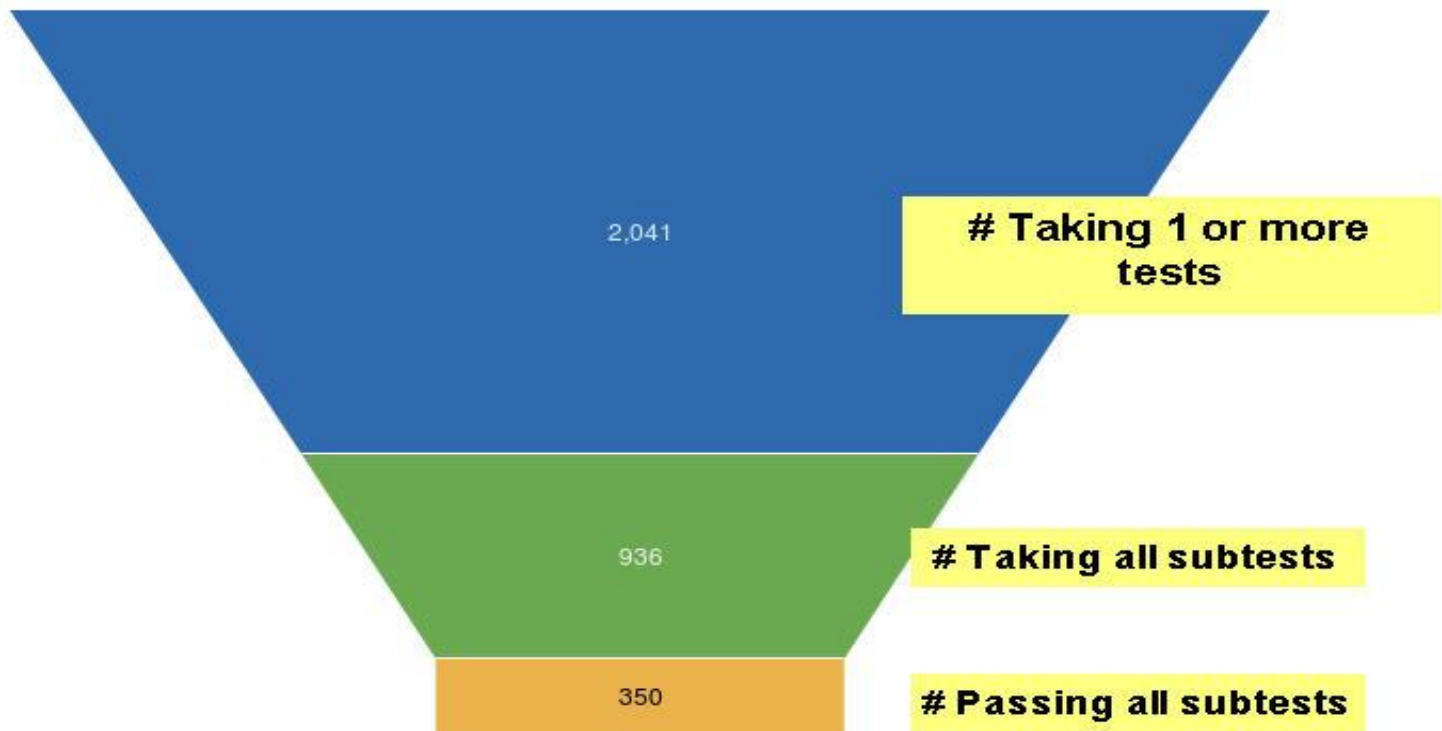 2,041
# Taking 1 or more
tests
936
# Taking all subtests
350
# Passing all subtests